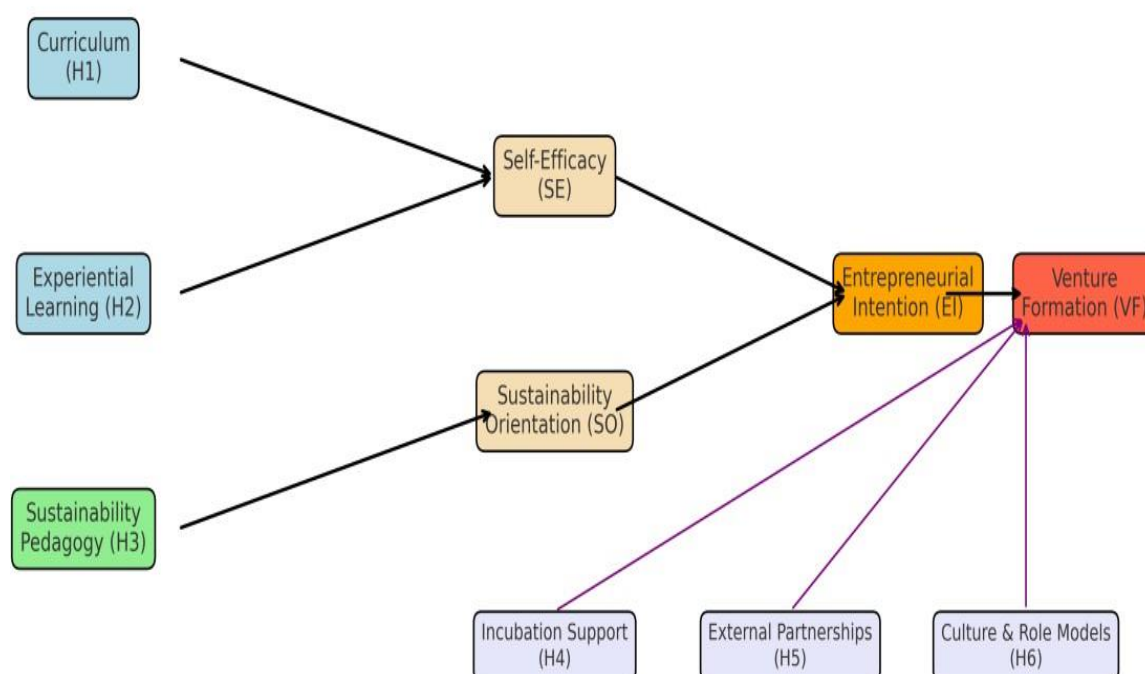 Curriculum
(H1)
Self-Efficacy
(SE)
Experiential
Learning (H2)
Entrepreneurial
Intention (EI)
Venture
Formation (VF)
Sustainability
Orientation (SO)
Sustainability
Pedagogy (H3)
Incubation Support
(H4)
External Partnerships
(H5)
Culture & Role Models
(H6)